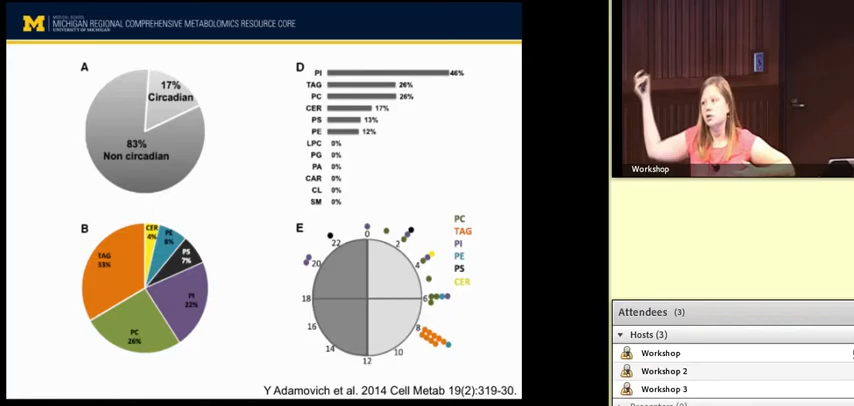 M
MEDICAL SCHOOL
MICHIGAN REGIONAL COMPREHENSIVE METABOLOMICS RESOURCE CORE
UNIVERSITY OF MICHIGAN
A
17%
Circadian
83%
Non circadian
D
PI 46%
TAG 26%
PC 26%
CER 17%
PS 13%
PE 12%
LPC 0%
PG 0%
PA 0%
CAR 0%
CL 0%
SM 0%
B
CER
4%
PE
8%
PS
7%
PI
22%
PC
26%
TAG
33%
E
0
2
4
6
8
10
12
14
16
18
20
22
PC
TAG
PI
PE
PS
CER
Y Adamovich et al. 2014 Cell Metab 19(2):319-30.
Workshop
Attendees (3)
Hosts (3)
Workshop
Workshop 2
Workshop 3